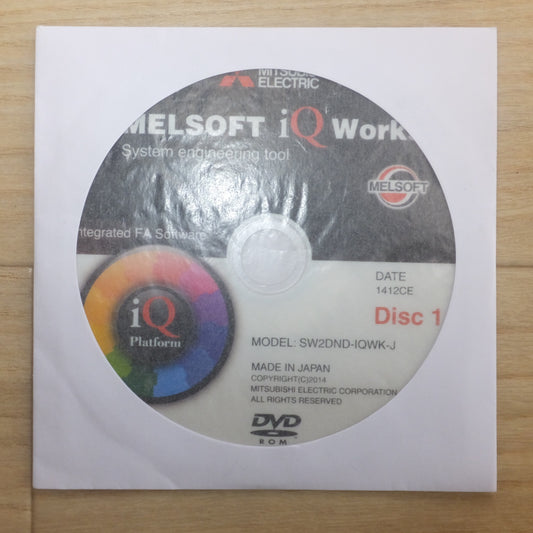 MITSUBISHI
ELECTRIC
MELSOFT iQ Works
System engineering tool
MELSOFT
Integrated FA Software
iQ
Platform
DATE
1412CE
Disc 1
MODEL: SW2DND-IQWK-J
MADE IN JAPAN
COPYRIGHT(C)2014
MITSUBISHI ELECTRIC CORPORATION
ALL RIGHTS RESERVED
DVD
ROM